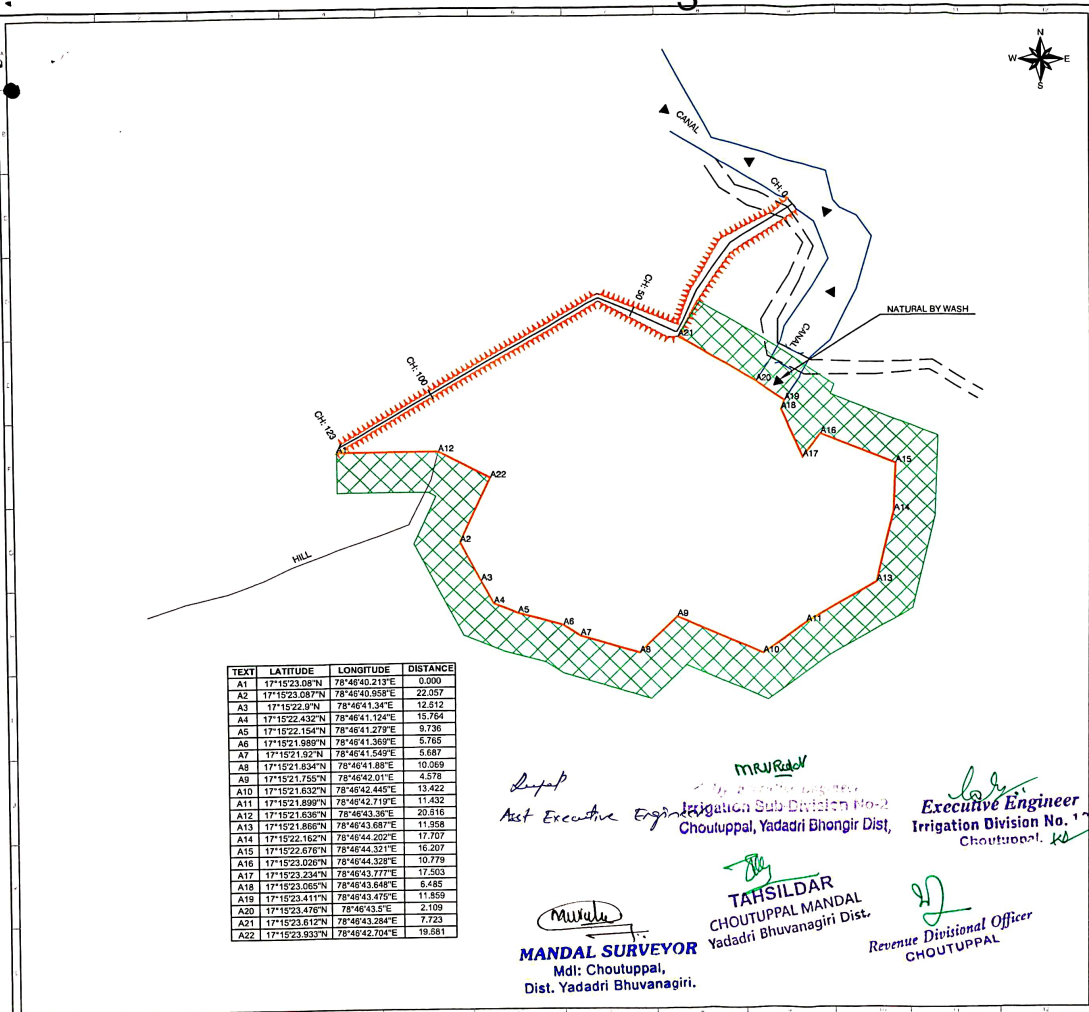 N
W E
S
CANAL
CH: 0
CH: 50
NATURAL BY WASH
A21
CANAL
CH: 100
A20
A19
A18
CH: 123
A16
A1
A12
A17
A15
A22
A14
A2
HILL
A3
A13
A4
A5
A9
A11
A6
A7
A8
A10
TEXT LATITUDE LONGITUDE DISTANCE
A1 17°15'23.08"N 78°46'40.213"E 0.000
A2 17°15'23.087"N 78°46'40.958"E 22.057
A3 17°15'22.9"N 78°46'41.34"E 12.512
A4 17°15'22.432"N 78°46'41.124"E 15.764
A5 17°15'22.154"N 78°46'41.279"E 9.736
A6 17°15'21.989"N 78°46'41.369"E 5.765
A7 17°15'21.92"N 78°46'41.549"E 5.687
A8 17°15'21.834"N 78°46'41.88"E 10.069
A9 17°15'21.755"N 78°46'42.01"E 4.578
A10 17°15'21.632"N 78°46'42.445"E 13.422
A11 17°15'21.899"N 78°46'42.719"E 11.432
A12 17°15'21.636"N 78°46'43.36"E 20.616
A13 17°15'21.866"N 78°46'43.687"E 11.958
A14 17°15'22.162"N 78°46'44.202"E 17.707
A15 17°15'22.676"N 78°46'44.321"E 16.207
A16 17°15'23.026"N 78°46'44.328"E 10.779
A17 17°15'23.234"N 78°46'43.777"E 17.503
A18 17°15'23.065"N 78°46'43.648"E 6.485
A19 17°15'23.411"N 78°46'43.475"E 11.859
A20 17°15'23.476"N 78°46'43.5"E 2.109
A21 17°15'23.612"N 78°46'43.284"E 7.723
A22 17°15'23.933"N 78°46'42.704"E 19.681
Asst Executive Engineer
Irrigation Sub-Division No-2
Choutuppal, Yadadri Bhongir Dist,
Executive Engineer
Irrigation Division No. 1
Choutuppal.
TAHSILDAR
CHOUTUPPAL MANDAL
Yadadri Bhuvanagiri Dist.
Revenue Divisional Officer
CHOUTUPPAL
MANDAL SURVEYOR
Mdl: Choutuppal,
Dist. Yadadri Bhuvanagiri.